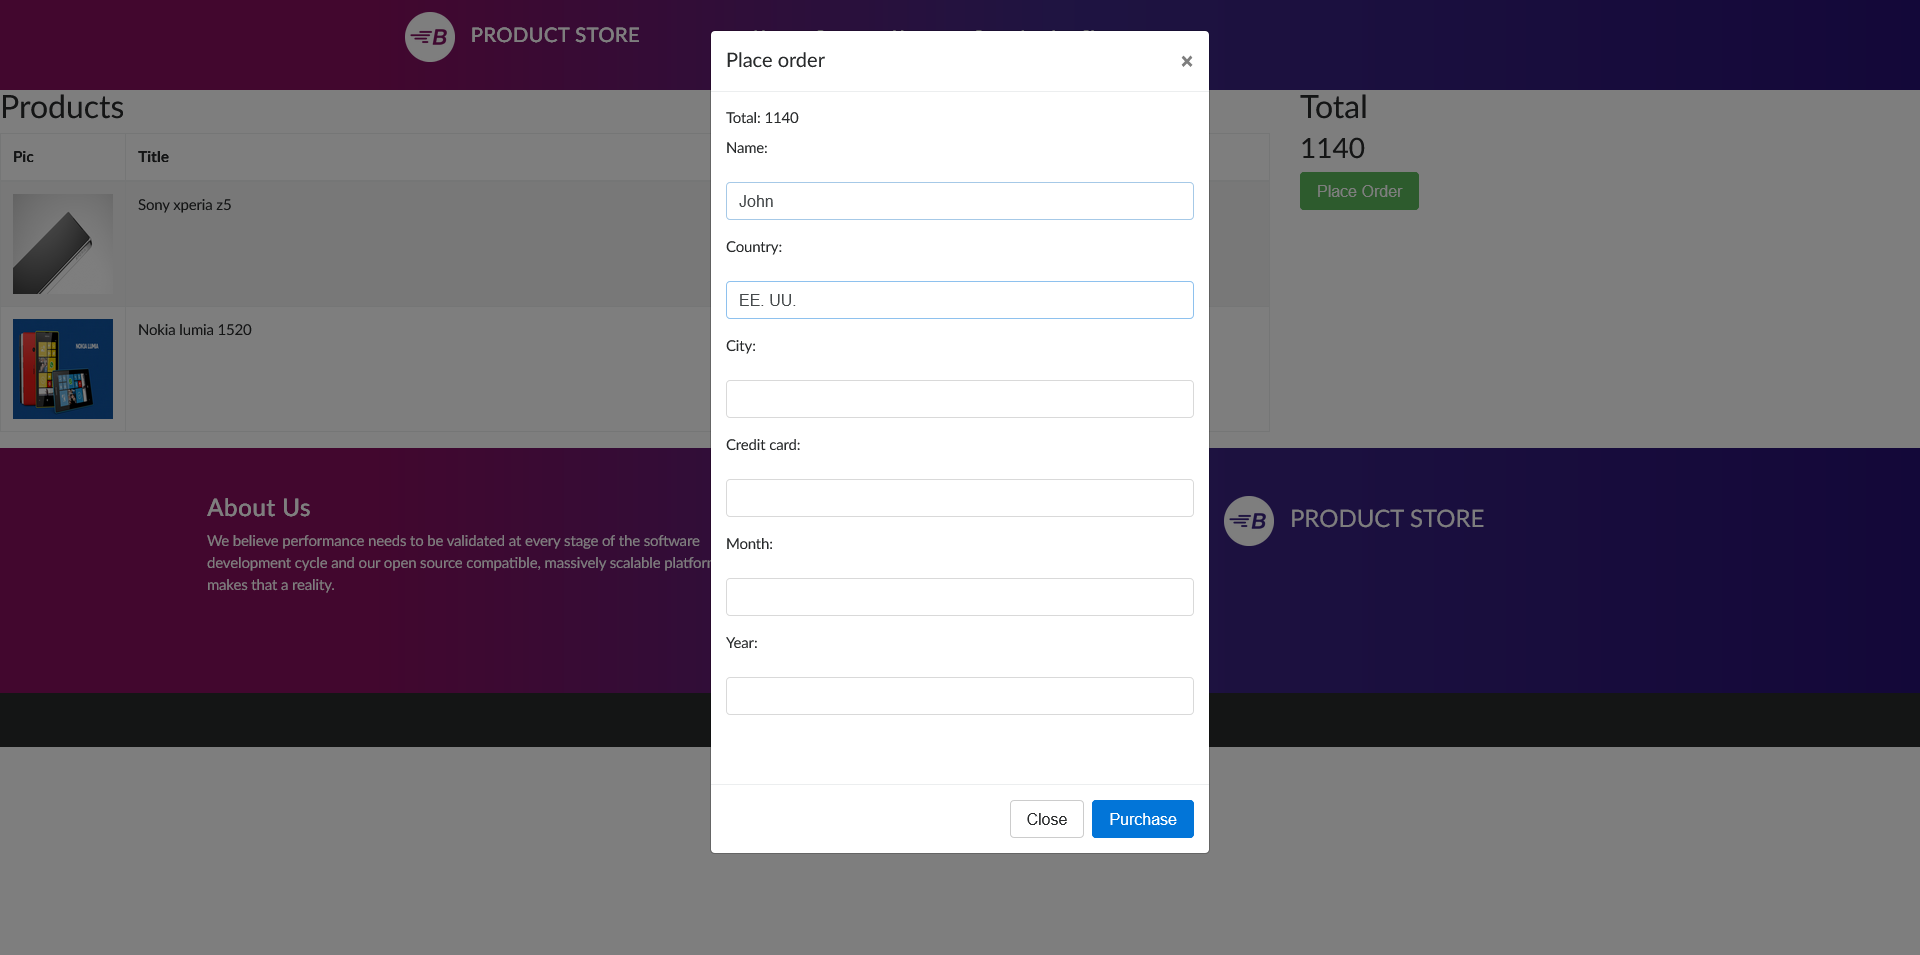 PRODUCT STORE
Place order
×
Total: 1140
Name:
John
Country:
EE. UU.
City:
Credit card:
Month:
Year:
Close
Purchase
Products
Pic
Title
Sony xperia z5
Nokia lumia 1520
NOKIA LUMIA
Total
1140
Place Order
About Us
We believe performance needs to be validated at every stage of the software
development cycle and our open source compatible, massively scalable platfor
makes that a reality.
B
PRODUCT STORE